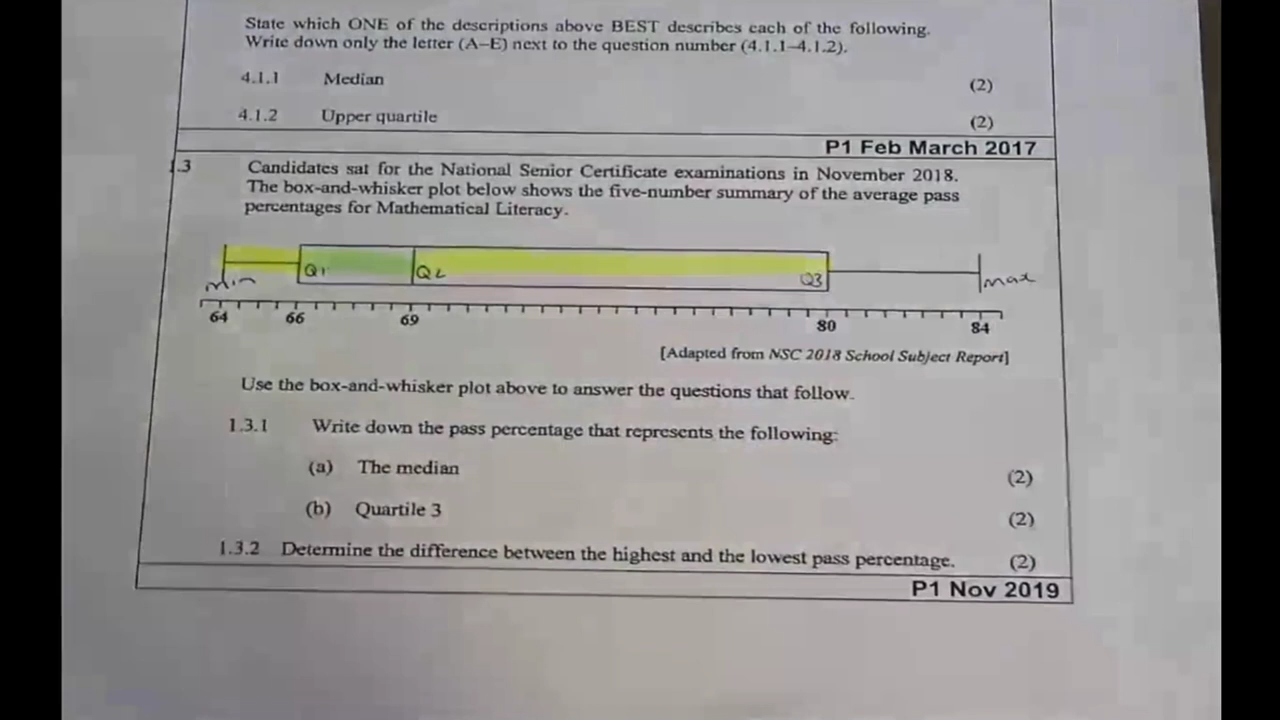 State which ONE of the descriptions above BEST describes each of the following.
Write down only the letter (A–E) next to the question number (4.1.1–4.1.2).
4.1.1 Median (2)
4.1.2 Upper quartile (2)
P1 Feb March 2017
1.3 Candidates sat for the National Senior Certificate examinations in November 2018.
The box-and-whisker plot below shows the five-number summary of the average pass
percentages for Mathematical Literacy.
Min Q1 Q2 Q3 max
64 66 69 80 84
[Adapted from NSC 2018 School Subject Report]
Use the box-and-whisker plot above to answer the questions that follow.
1.3.1 Write down the pass percentage that represents the following:
(a) The median (2)
(b) Quartile 3 (2)
1.3.2 Determine the difference between the highest and the lowest pass percentage. (2)
P1 Nov 2019